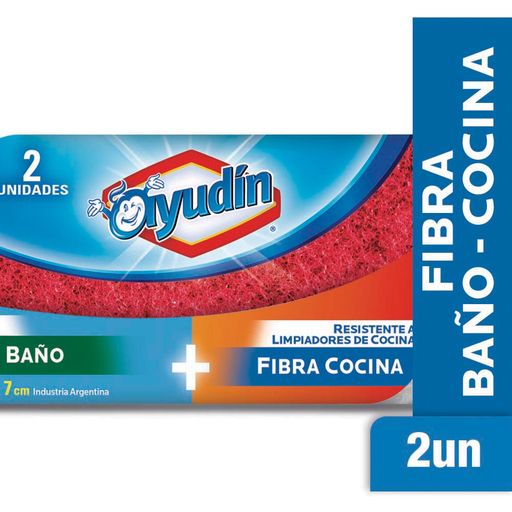 2
UNIDADES
Ayudín
®
BAÑO
7 cm Industria Argentina
+
RESISTENTE A
LIMPIADORES DE COCINA
FIBRA COCINA
FIBRA
BAÑO - COCINA
2un